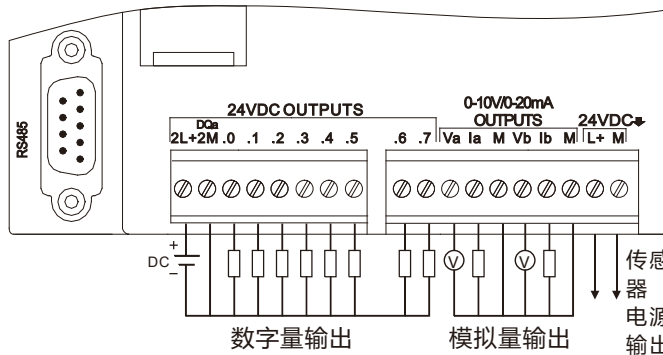 RS485
24VDC OUTPUTS
DQa
2L+ 2M .0 .1 .2 .3 .4 .5
0-10V/0-20mA
OUTPUTS
24VDC
.6 .7 Va Ia M Vb Ib M L+ M
+
DC
−
V V
数字量输出
模拟量输出
传感
器
电源
输出